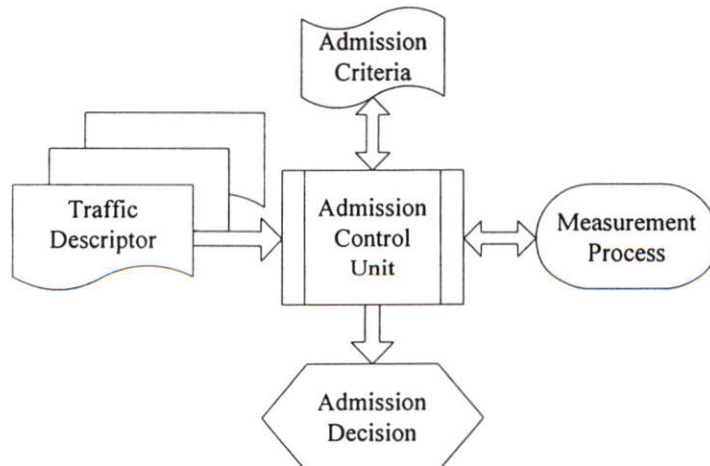 Admission
Criteria
Traffic
Descriptor
Admission
Control
Unit
Measurement
Process
Admission
Decision